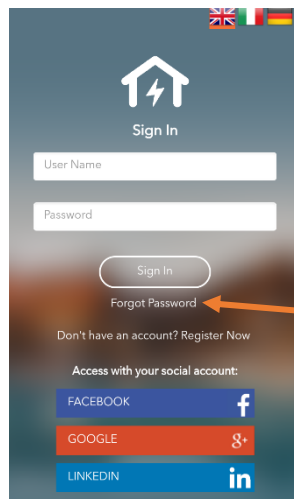 Sign In
User Name
Password
Sign In
Forgot Password
Don't have an account? Register Now
Access with your social account:
FACEBOOK f
GOOGLE g+
LINKEDIN in